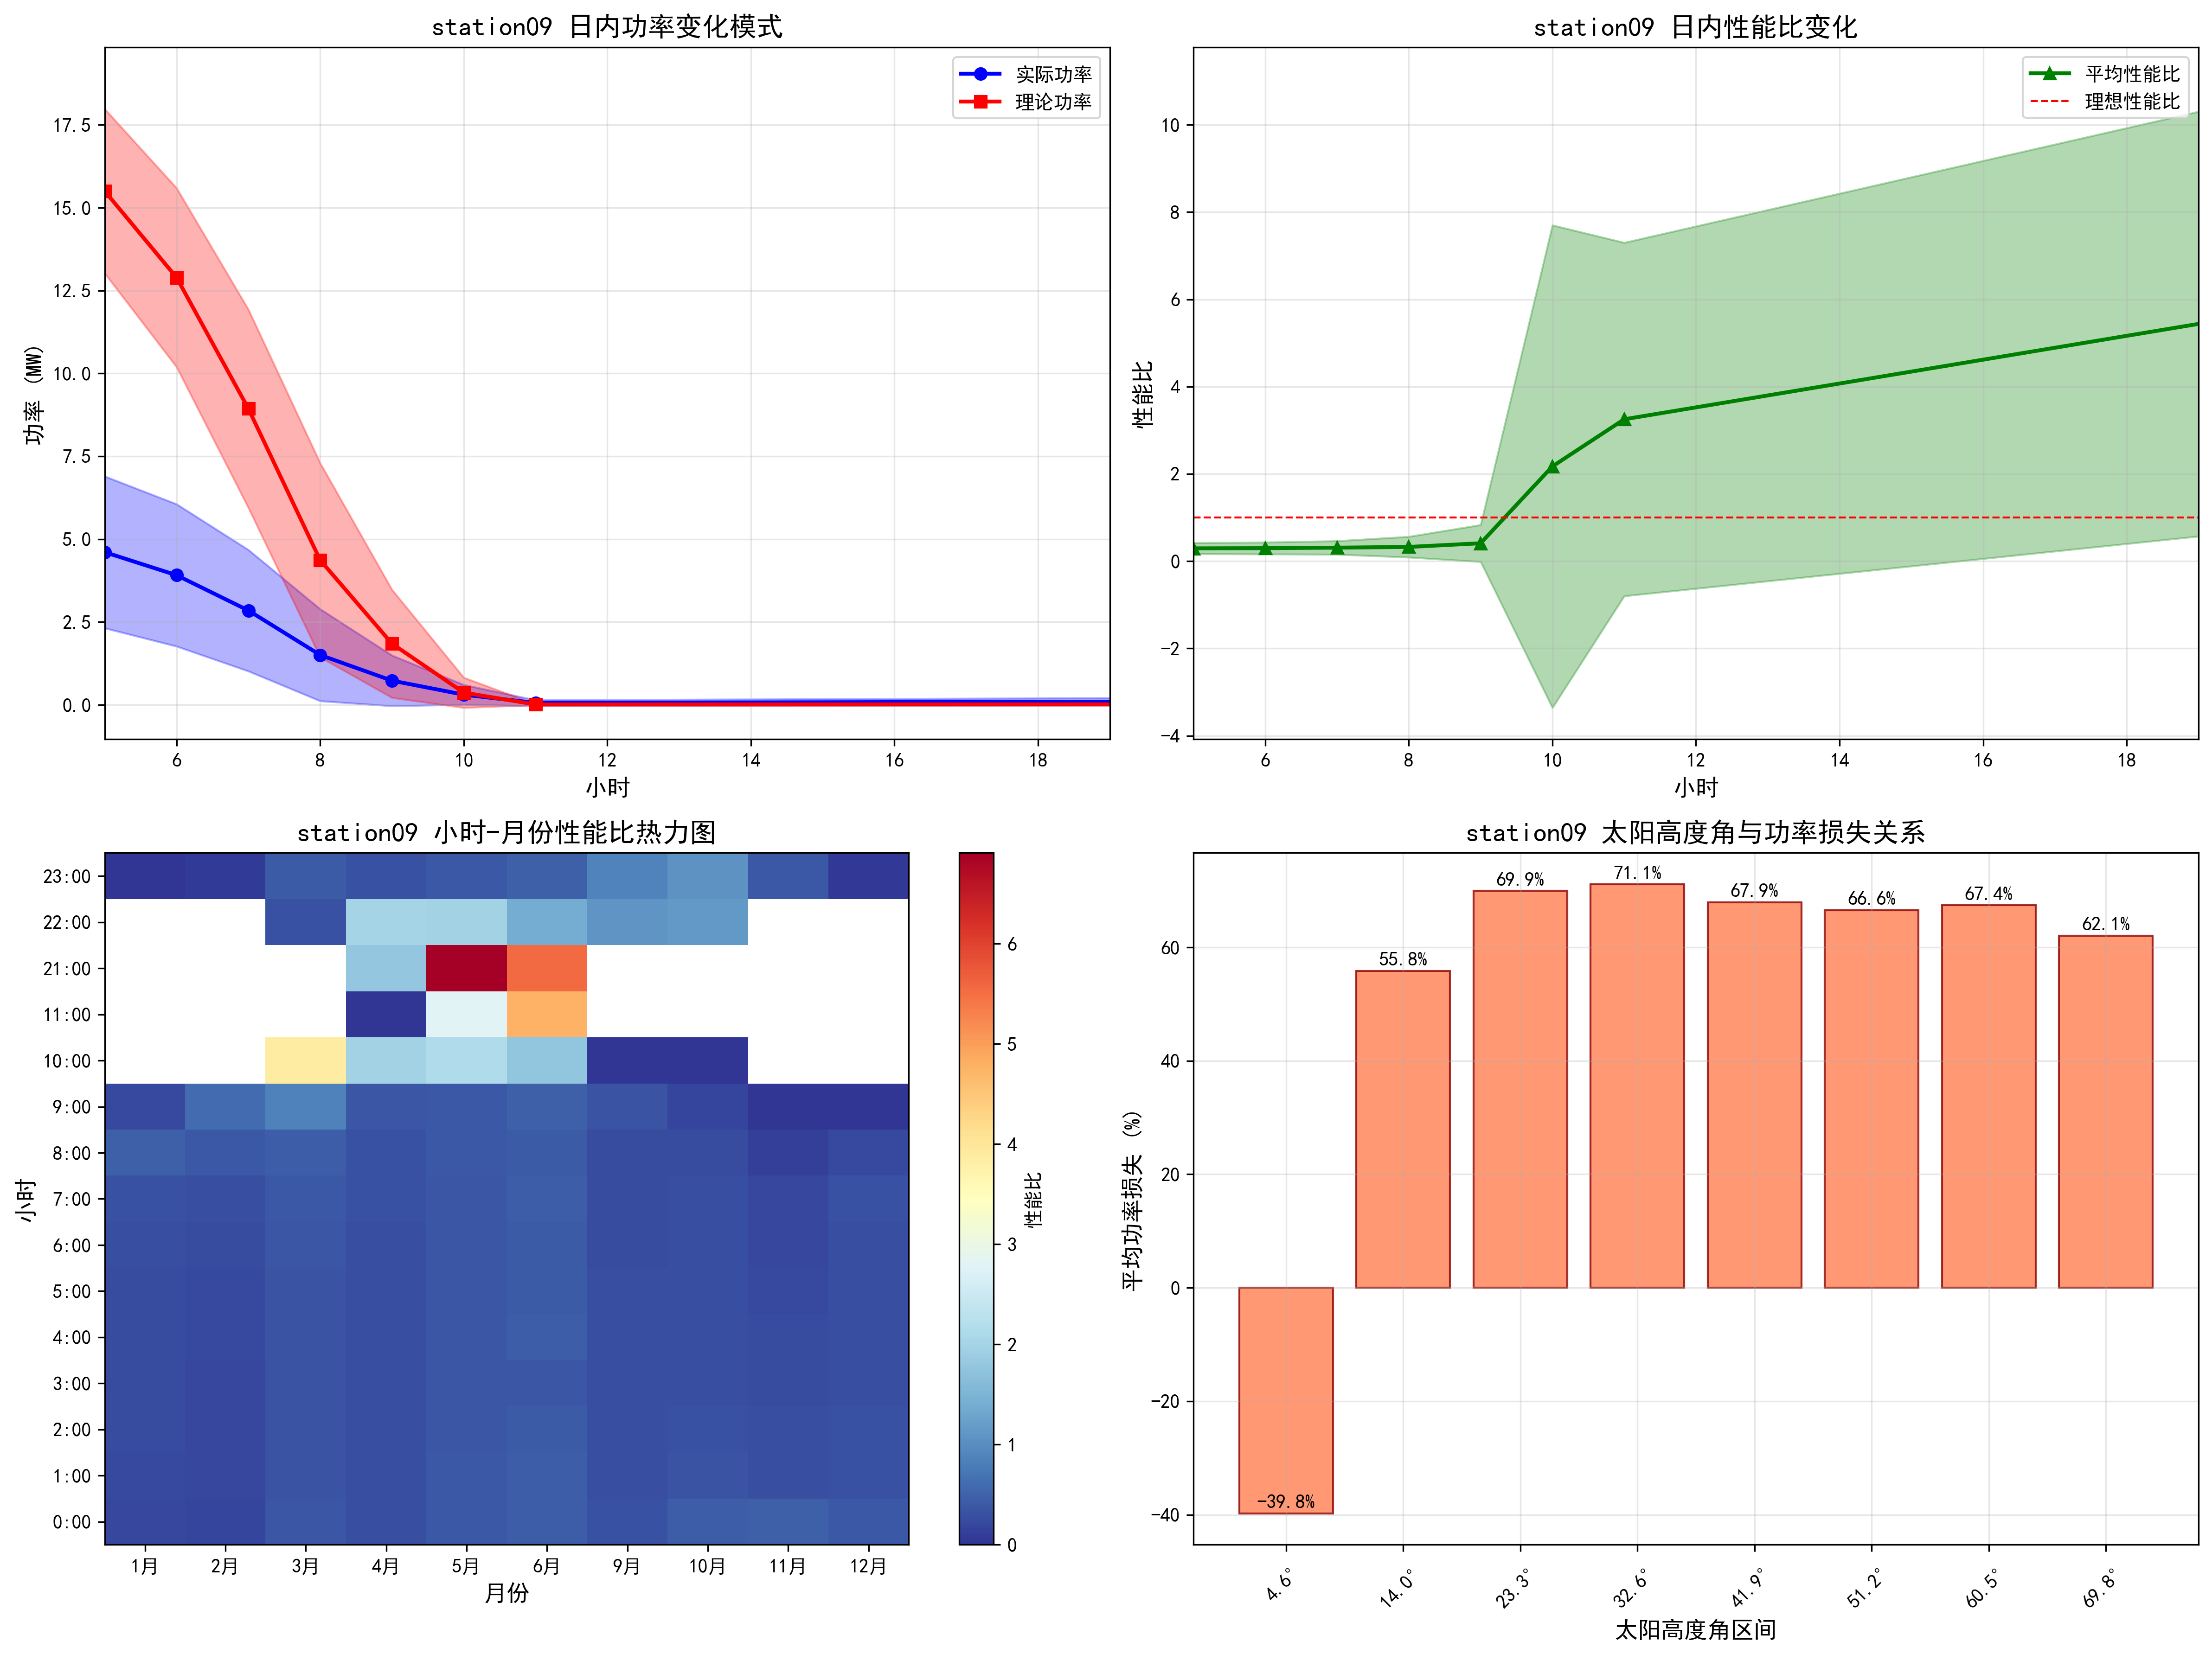 station09 日内功率变化模式
17.5
15.0
12.5
10.0
7.5
5.0
2.5
0.0
功率 (MW)
实际功率
理论功率
6 8 10 12 14 16 18
小时
station09 日内性能比变化
10
8
6
4
2
0
−2
−4
性能比
平均性能比
理想性能比
6 8 10 12 14 16 18
小时
station09 小时-月份性能比热力图
23:00
22:00
21:00
11:00
10:00
9:00
8:00
7:00
6:00
5:00
4:00
3:00
2:00
1:00
0:00
小时
1月 2月 3月 4月 5月 6月 9月 10月 11月 12月
月份
6
5
4
3
2
1
0
性能比
station09 太阳高度角与功率损失关系
60
40
20
0
−20
−40
平均功率损失 (%)
−39.8% 55.8% 69.9% 71.1% 67.9% 66.6% 67.4% 62.1%
4.6° 14.0° 23.3° 32.6° 41.9° 51.2° 60.5° 69.8°
太阳高度角区间